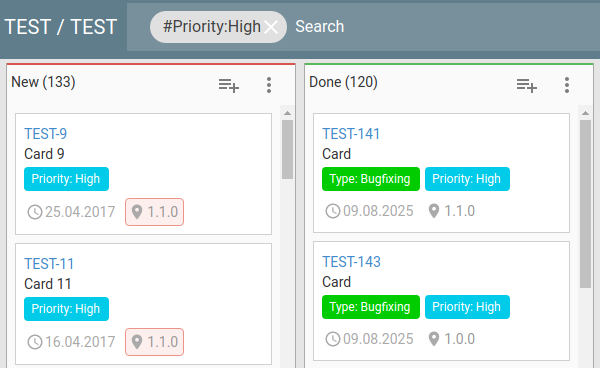 TEST / TEST
#Priority:High
Search
New (133)
TEST-9
Card 9
Priority: High
25.04.2017 1.1.0
TEST-11
Card 11
Priority: High
16.04.2017 1.1.0
Done (120)
TEST-141
Card
Type: Bugfixing Priority: High
09.08.2025 1.1.0
TEST-143
Card
Type: Bugfixing Priority: High
09.08.2025 1.0.0